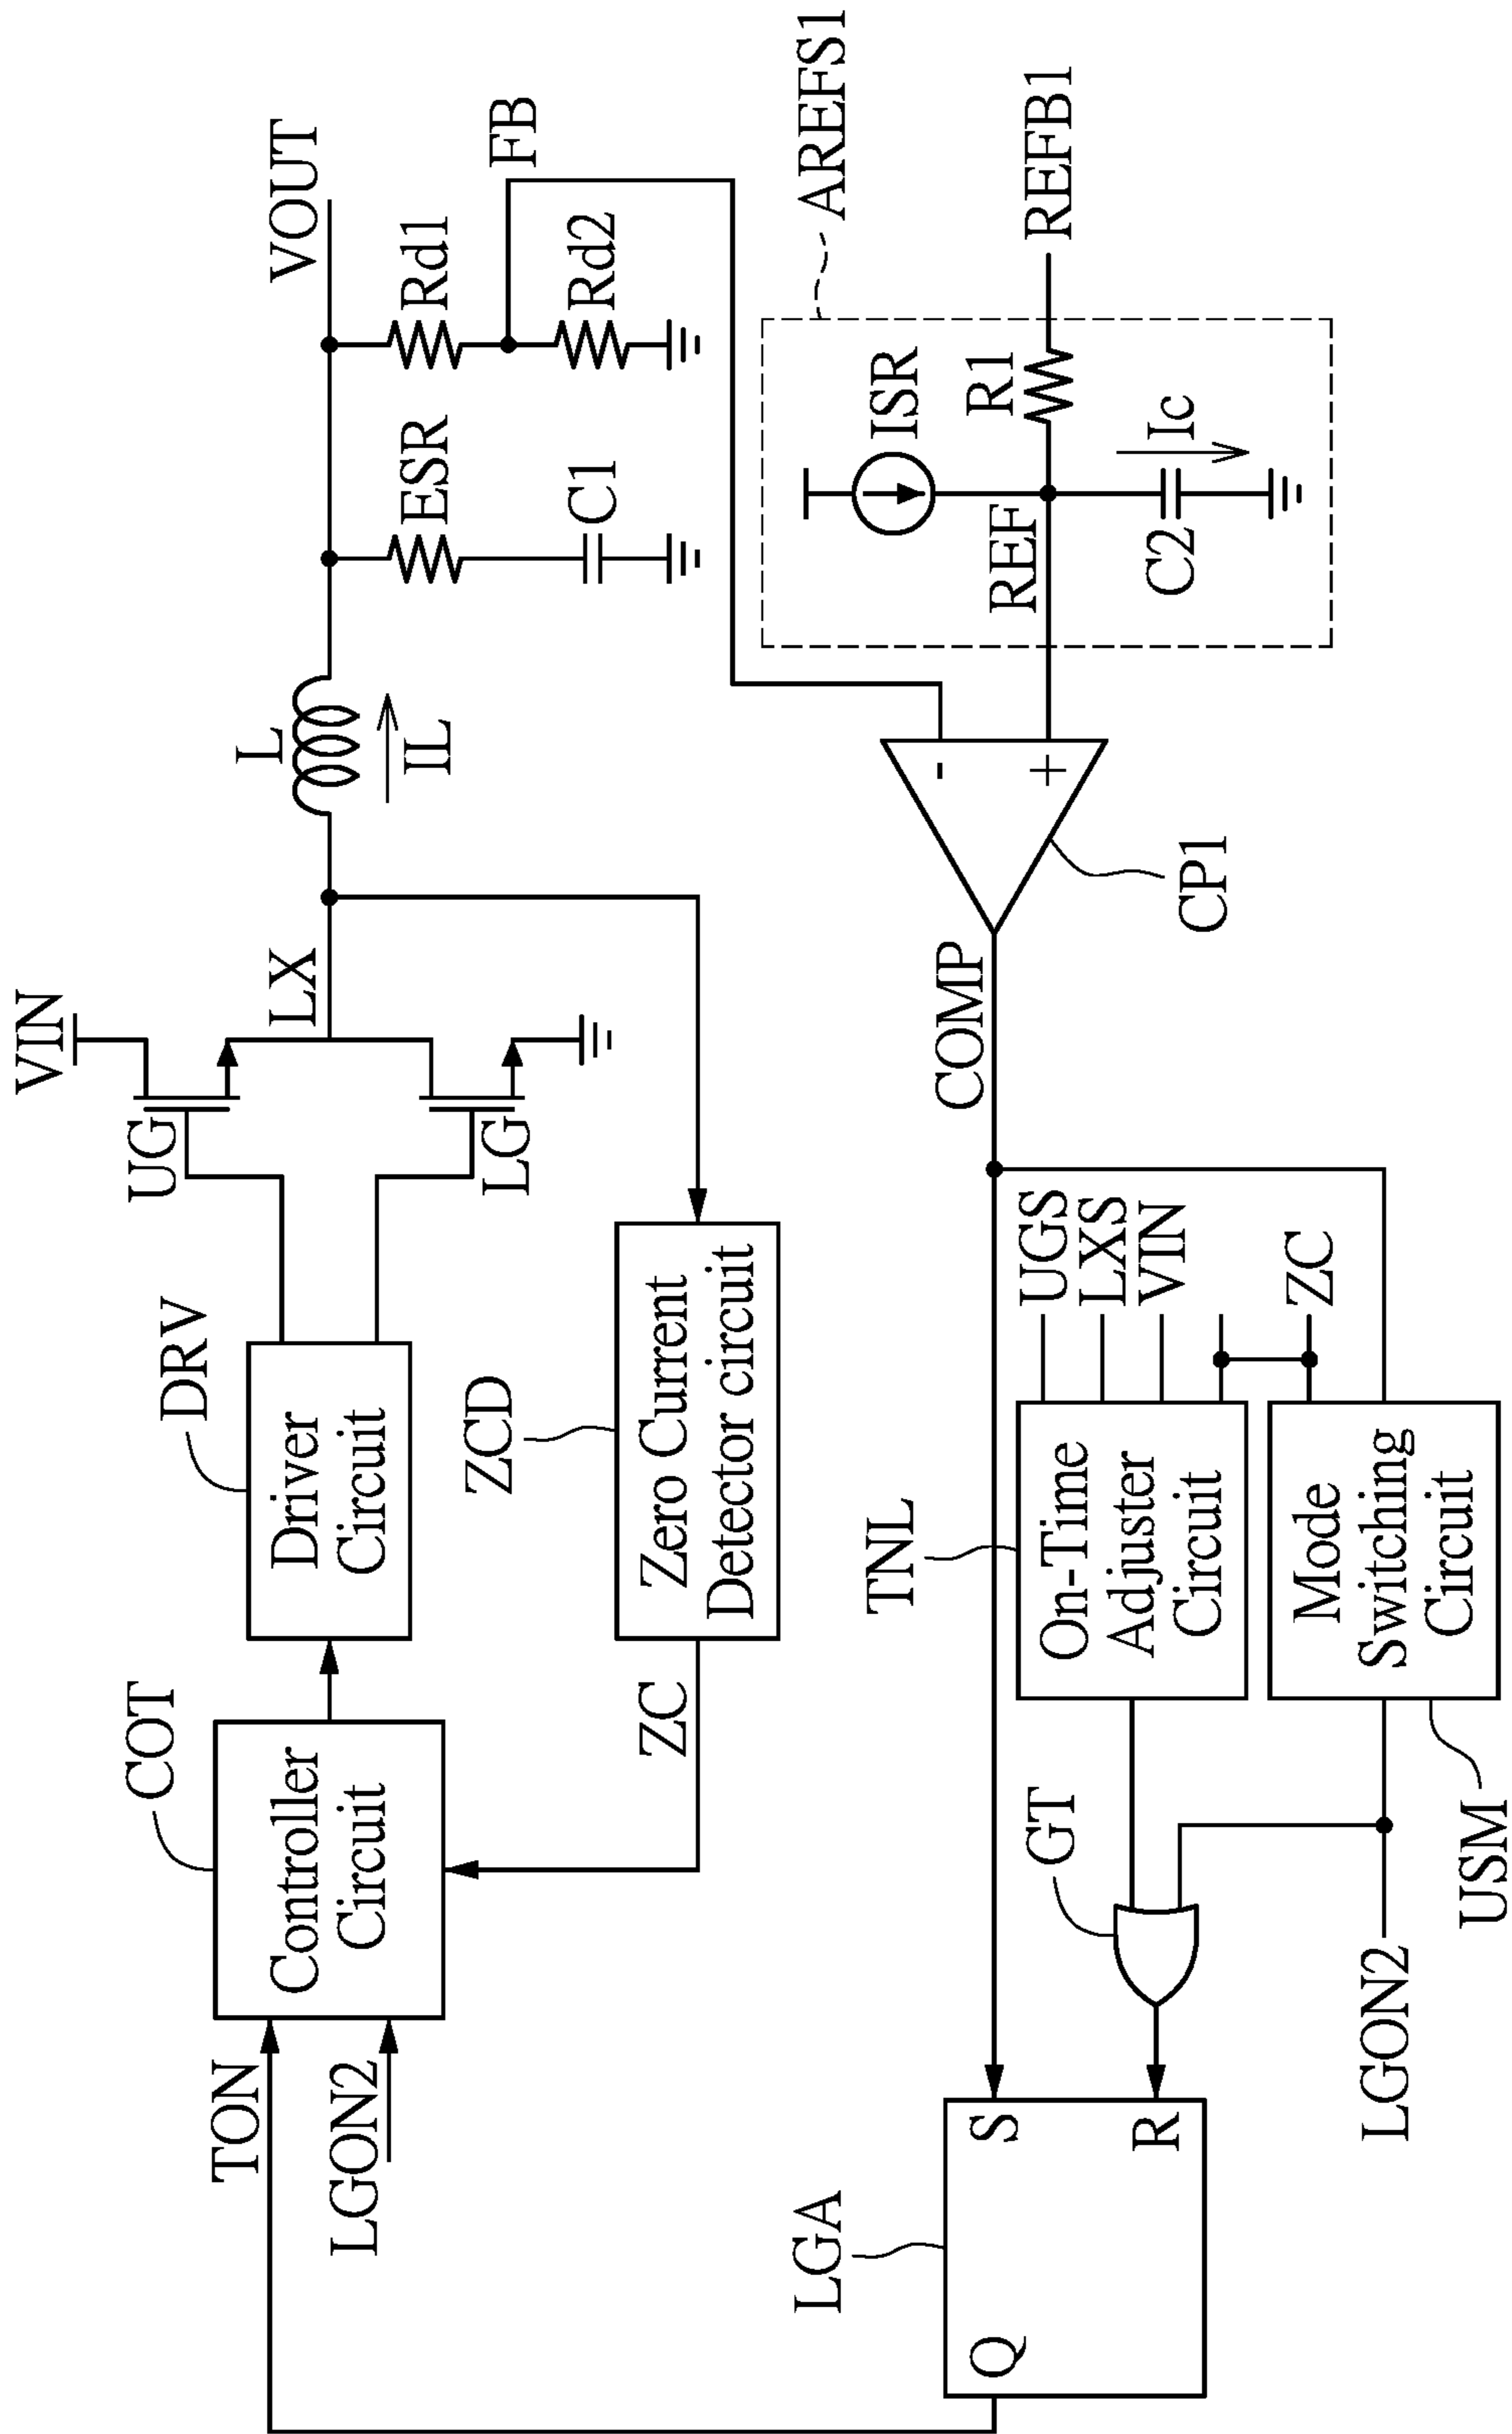 VIN
UG
LX
LG
L
IL
VOUT
ESR
C1
Rd1
Rd2
FB
COT
Controller
Circuit
TON
LGON2
DRV
Driver
Circuit
ZCD
Zero Current
Detector circuit
ZC
AREFS1
ISR
R1
REFB1
REF
C2
Ic
-
+
CP1
COMP
LGA
Q
S
R
GT
TNL
On-Time
Adjuster
Circuit
UGS
LXS
VIN
ZC
Mode
Switching
Circuit
USM
LGON2